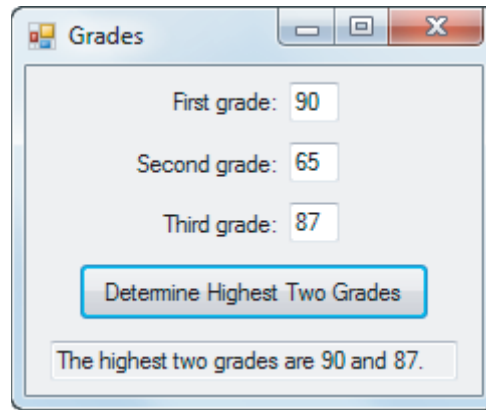 Grades
First grade: 90
Second grade: 65
Third grade: 87
Determine Highest Two Grades
The highest two grades are 90 and 87.